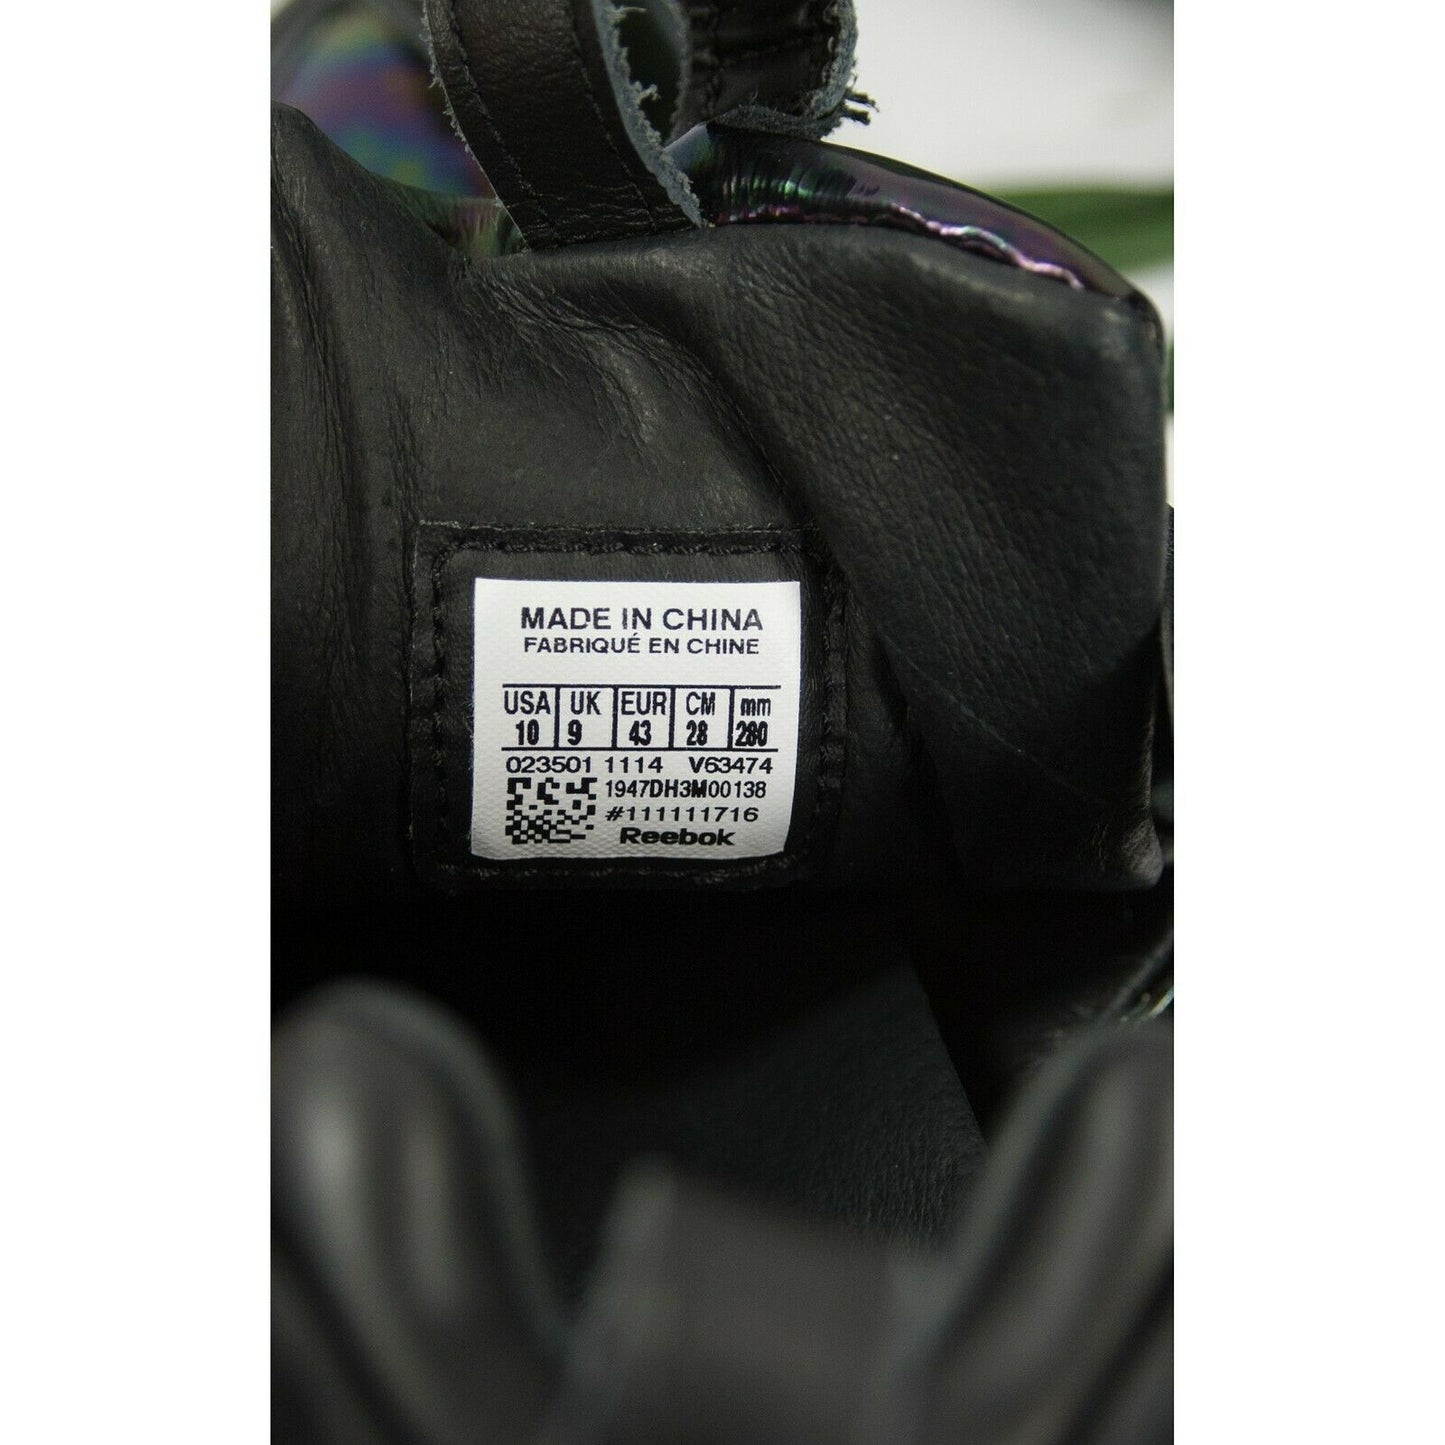 MADE IN CHINA
FABRIQUÉ EN CHINE
USA UK EUR CM mm
10 9 43 28 280
023501 1114 V63474
1947DH3M00138
#111111716
Reebok